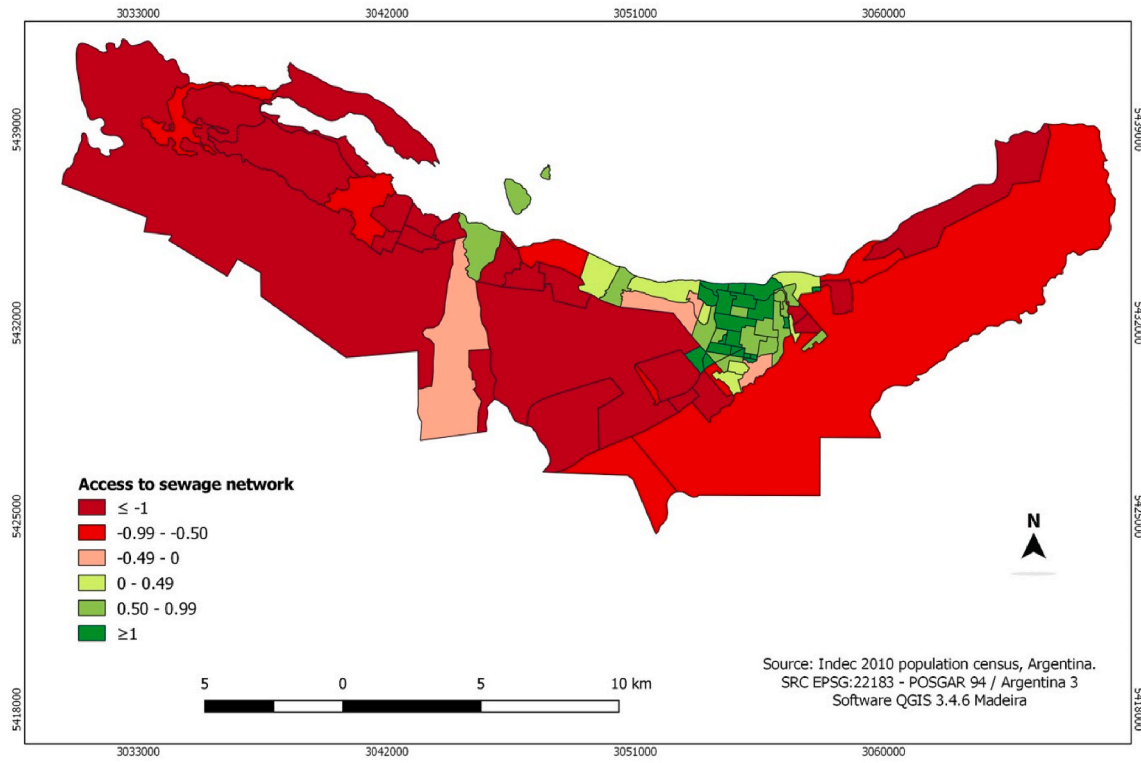 3033000 3042000 3051000 3060000
5439000 5439000
5432000 5432000
Access to sewage network
≤ -1
-0.99 - -0.50
-0.49 - 0
0 - 0.49
0.50 - 0.99
≥1
5425000 5425000
N
Source: Indec 2010 population census, Argentina.
SRC EPSG:22183 - POSGAR 94 / Argentina 3
Software QGIS 3.4.6 Madeira
5 0 5 10 km
5418000 5418000
3033000 3042000 3051000 3060000